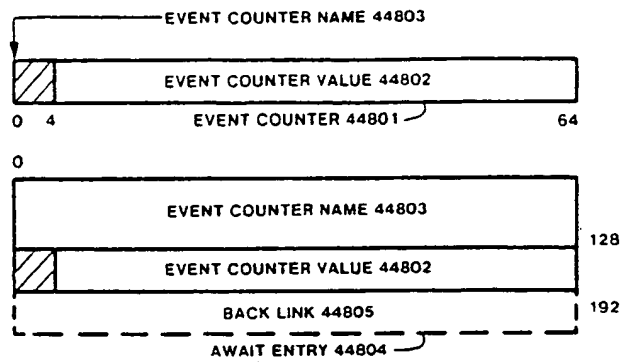 EVENT COUNTER NAME 44803
EVENT COUNTER VALUE 44802
0 4 EVENT COUNTER 44801 64
0
EVENT COUNTER NAME 44803
128
EVENT COUNTER VALUE 44802
BACK LINK 44805 192
AWAIT ENTRY 44804